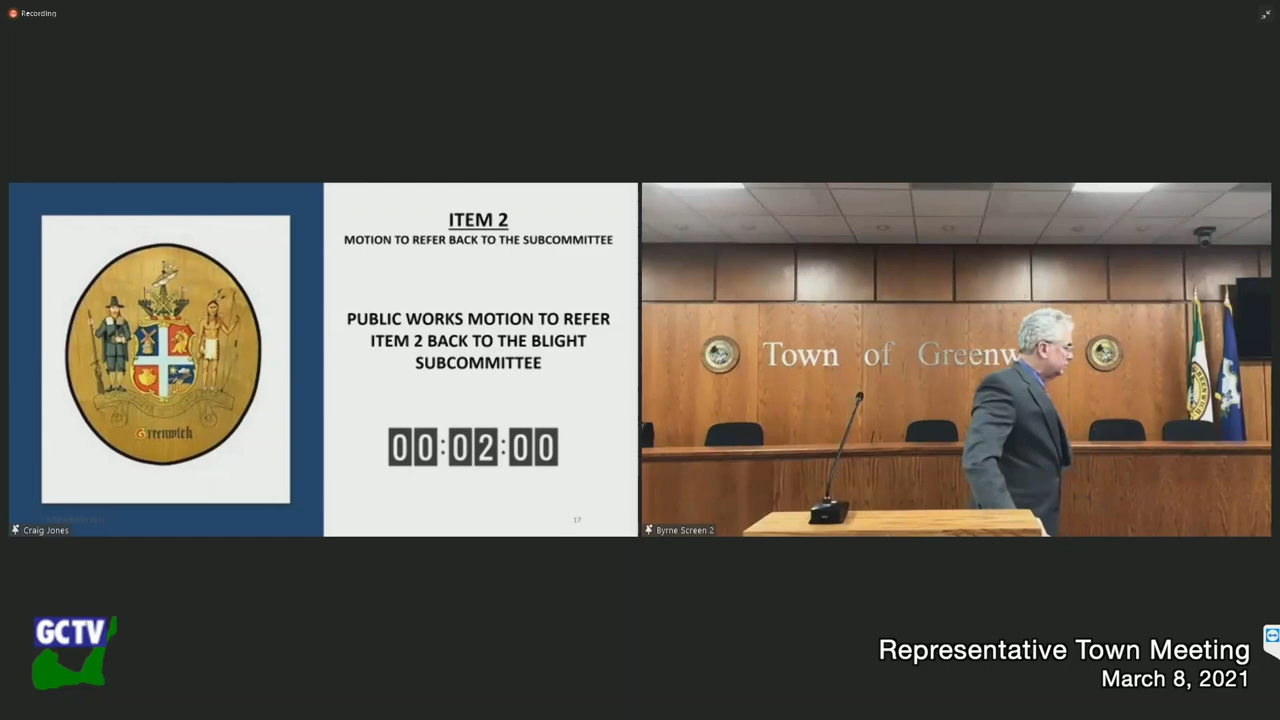 Recording
ITEM 2
MOTION TO REFER BACK TO THE SUBCOMMITTEE
PUBLIC WORKS MOTION TO REFER
ITEM 2 BACK TO THE BLIGHT
SUBCOMMITTEE
00:02:00
17
Greenwich
Craig Jones
Town of Greenw
Byrne Screen 2
GCTV
Representative Town Meeting
March 8, 2021